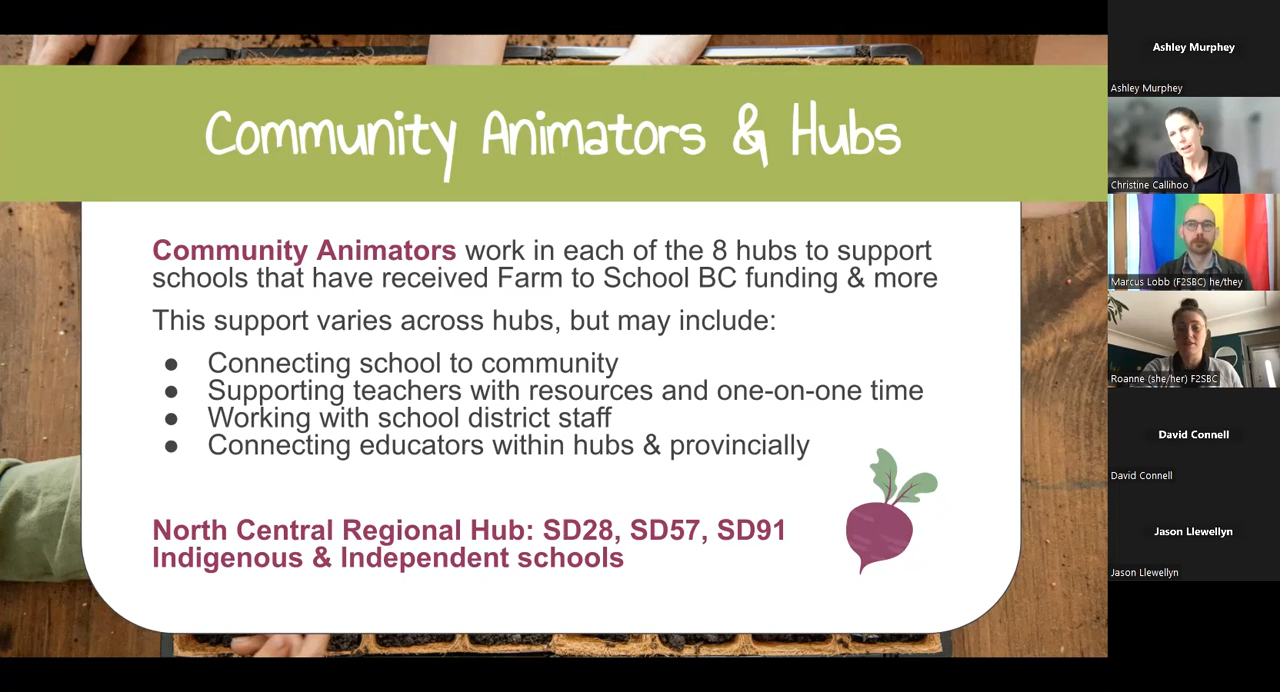 Community Animators & Hubs
Community Animators work in each of the 8 hubs to support
schools that have received Farm to School BC funding & more
This support varies across hubs, but may include:
● Connecting school to community
● Supporting teachers with resources and one-on-one time
● Working with school district staff
● Connecting educators within hubs & provincially
North Central Regional Hub: SD28, SD57, SD91
Indigenous & Independent schools
Ashley Murphey
Ashley Murphey
Christine Callihoo
Marcus Lobb (F2SBC) he/they
Roanne (she/her) F2SBC
David Connell
David Connell
Jason Llewellyn
Jason Llewellyn